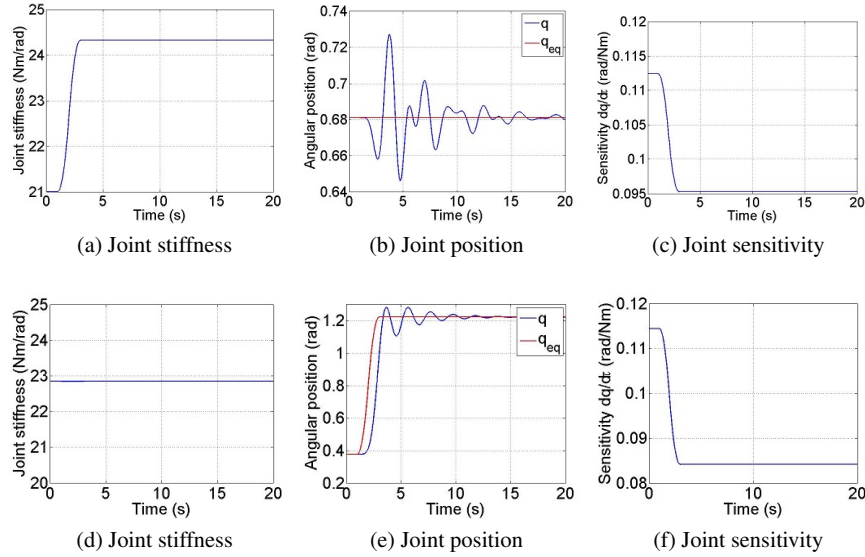 Joint stiffness (Nm/rad)
25
24
23
22
21
0 5 10 15 20
Time (s)
(a) Joint stiffness
Angular position (rad)
0.74
0.72
0.7
0.68
0.66
0.64
q
q_eq
0 5 10 15 20
Time (s)
(b) Joint position
Sensitivity dq/dt (rad/Nm)
0.12
0.115
0.11
0.105
0.1
0.095
0 5 10 15 20
Time (s)
(c) Joint sensitivity
Joint stiffness (Nm/rad)
25
24
23
22
21
20
0 5 10 15 20
Time (s)
(d) Joint stiffness
Angular position (rad)
1.2
1
0.8
0.6
0.4
0.2
q
q_eq
0 5 10 15 20
Time (s)
(e) Joint position
Sensitivity dq/dt (rad/Nm)
0.12
0.11
0.1
0.09
0.08
0 10 20
Time (s)
(f) Joint sensitivity